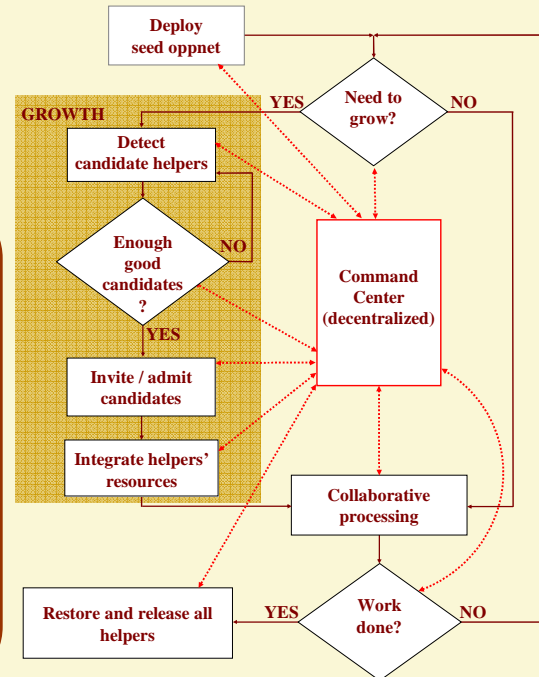 Deploy
seed oppnet
YES
Need to
grow?
NO
GROWTH
Detect
candidate helpers
Enough
good
candidates
?
NO
YES
Command
Center
(decentralized)
Invite / admit
candidates
Integrate helpers'
resources
Collaborative
processing
Restore and release all
helpers
YES
Work
done?
NO